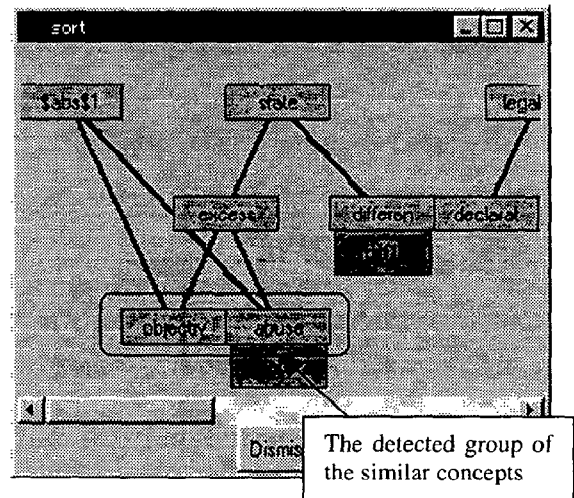 sort
$abs$1 state legal
excess differen declarat
objectiv abuse
Dismis
The detected group of
the similar concepts